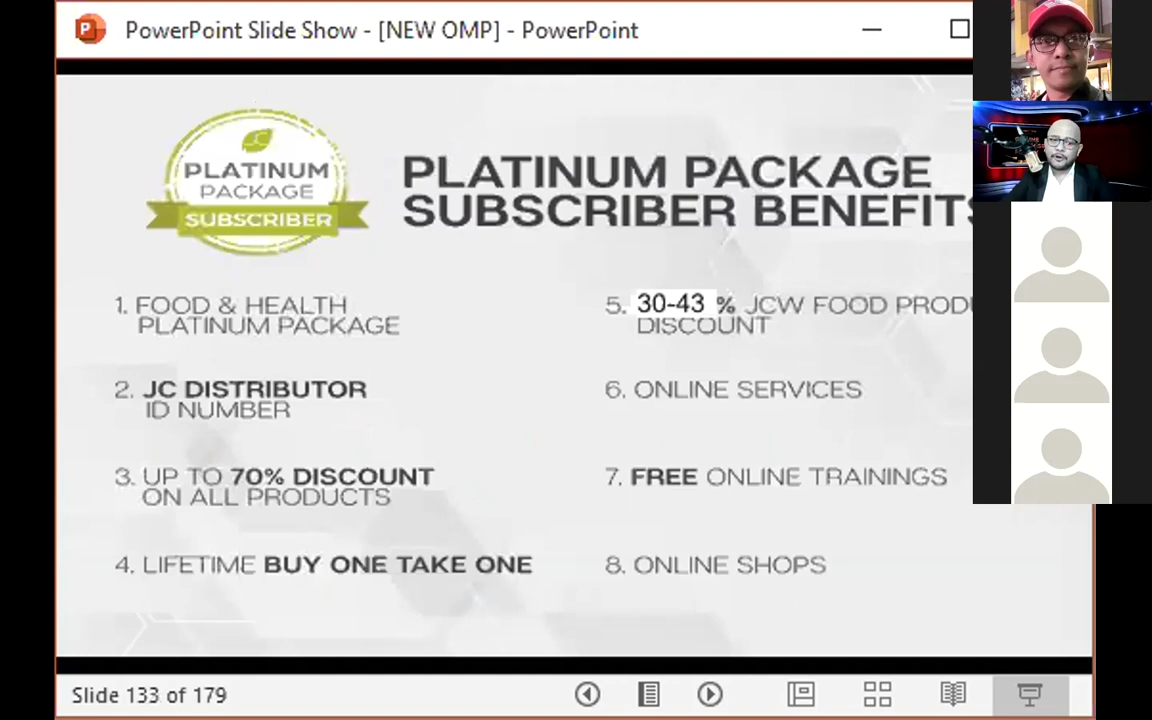 PowerPoint Slide Show - [NEW OMP] - PowerPoint
PLATINUM
PACKAGE
SUBSCRIBER
PLATINUM PACKAGE
SUBSCRIBER BENEFITS
1. FOOD & HEALTH
PLATINUM PACKAGE
2. JC DISTRIBUTOR
ID NUMBER
3. UP TO 70% DISCOUNT
ON ALL PRODUCTS
4. LIFETIME BUY ONE TAKE ONE
5. 30-43 % JCW FOOD
DISCOUNT
6. ONLINE SERVICES
7. FREE ONLINE TRAININGS
8. ONLINE SHOPS
Slide 133 of 179